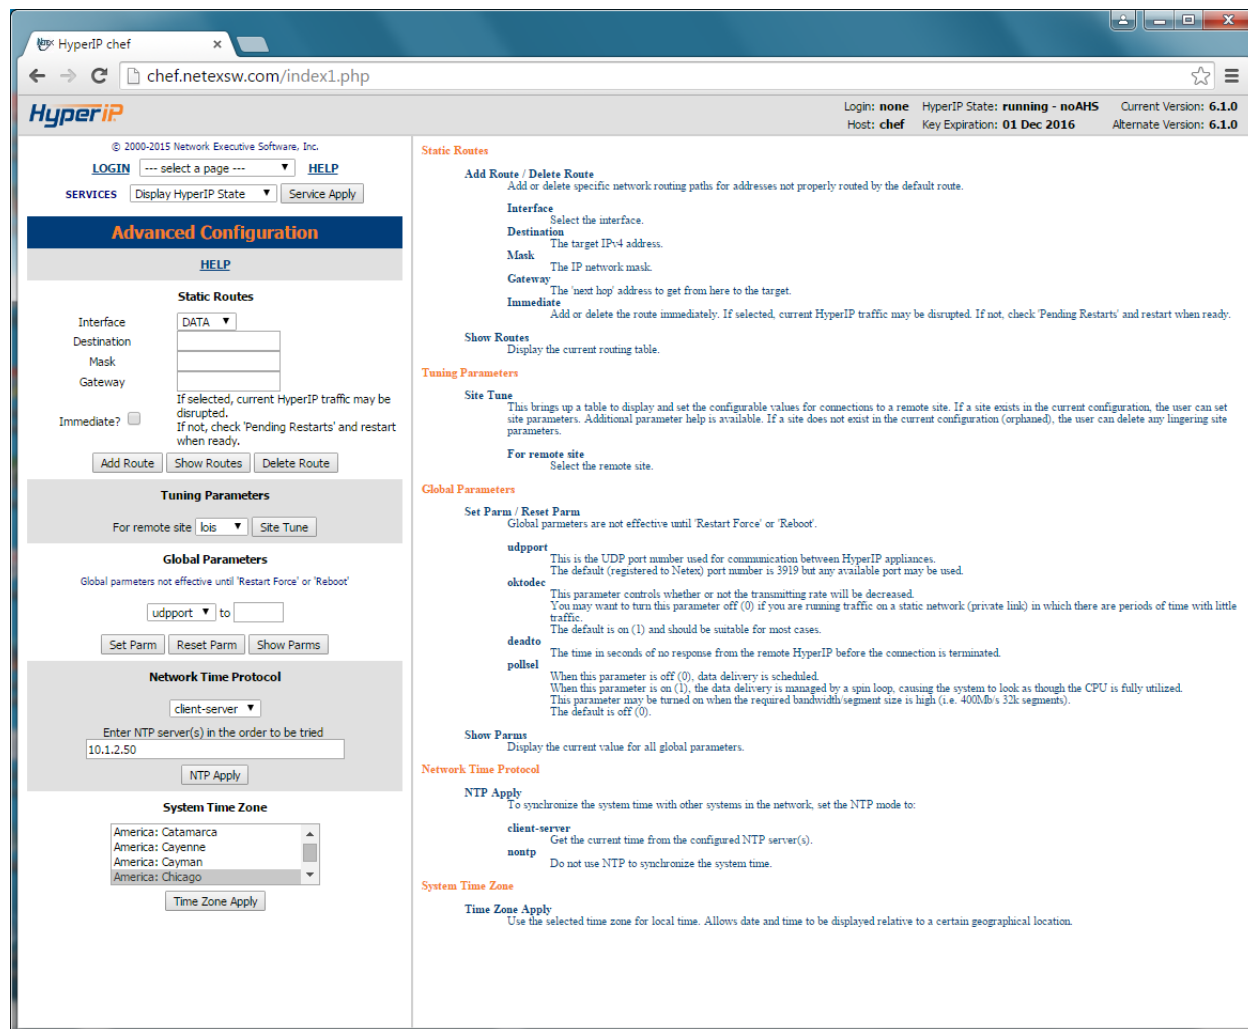 HyperIP chef
chef.netexsw.com/index1.php
HyperIP
Login: none HyperIP State: running - noAHS Current Version: 6.1.0
Host: chef Key Expiration: 01 Dec 2016 Alternate Version: 6.1.0
© 2000-2015 Network Executive Software, Inc.
LOGIN --- select a page --- HELP
SERVICES Display HyperIP State Service Apply
Advanced Configuration
HELP
Static Routes
Interface DATA
Destination
Mask
Gateway
Immediate?
If selected, current HyperIP traffic may be
disrupted.
If not, check 'Pending Restarts' and restart
when ready.
Add Route Show Routes Delete Route
Tuning Parameters
For remote site lois Site Tune
Global Parameters
Global parmeters not effective until 'Restart Force' or 'Reboot'
udpport to
Set Parm Reset Parm Show Parms
Network Time Protocol
client-server
Enter NTP server(s) in the order to be tried
10.1.2.50
NTP Apply
System Time Zone
America: Catamarca
America: Cayenne
America: Cayman
America: Chicago
Time Zone Apply
Static Routes
Add Route / Delete Route
Add or delete specific network routing paths for addresses not properly routed by the default route.
Interface
Select the interface.
Destination
The target IPv4 address.
Mask
The IP network mask.
Gateway
The 'next hop' address to get from here to the target.
Immediate
Add or delete the route immediately. If selected, current HyperIP traffic may be disrupted. If not, check 'Pending Restarts' and restart when ready.
Show Routes
Display the current routing table.
Tuning Parameters
Site Tune
This brings up a table to display and set the configurable values for connections to a remote site. If a site exists in the current configuration, the user can set
site parameters. Additional parameter help is available. If a site does not exist in the current configuration (orphaned), the user can delete any lingering site
parameters.
For remote site
Select the remote site.
Global Parameters
Set Parm / Reset Parm
Global parmeters are not effective until 'Restart Force' or 'Reboot'.
udpport
This is the UDP port number used for communication between HyperIP appliances.
The default (registered to Netex) port number is 3919 but any available port may be used.
oktodec
This parameter controls whether or not the transmitting rate will be decreased.
You may want to turn this parameter off (0) if you are running traffic on a static network (private link) in which there are periods of time with little
traffic.
The default is on (1) and should be suitable for most cases.
deadto
The time in seconds of no response from the remote HyperIP before the connection is terminated.
pollsel
When this parameter is off (0), data delivery is scheduled.
When this parameter is on (1), the data delivery is managed by a spin loop, causing the system to look as though the CPU is fully utilized.
This parameter may be turned on when the required bandwidth/segment size is high (i.e. 400Mb/s 32k segments).
The default is off (0).
Show Parms
Display the current value for all global parameters.
Network Time Protocol
NTP Apply
To synchronize the system time with other systems in the network, set the NTP mode to:
client-server
Get the current time from the configured NTP server(s).
nontp
Do not use NTP to synchronize the system time.
System Time Zone
Time Zone Apply
Use the selected time zone for local time. Allows date and time to be displayed relative to a certain geographical location.